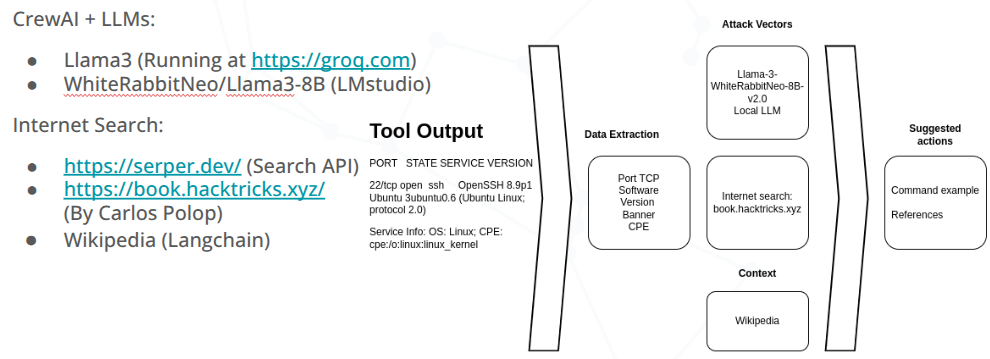 CrewAI + LLMs:
Llama3 (Running at https://groq.com)
WhiteRabbitNeo/Llama3-8B (LMstudio)
Internet Search:
https://serper.dev/ (Search API)
https://book.hacktricks.xyz/
(By Carlos Polop)
Wikipedia (Langchain)
Tool Output
PORT STATE SERVICE VERSION
22/tcp open ssh OpenSSH 8.9p1
Ubuntu 3ubuntu0.6 (Ubuntu Linux;
protocol 2.0)
Service Info: OS: Linux; CPE:
cpe:/o:linux:linux_kernel
Data Extraction
Port TCP
Software
Version
Banner
CPE
Attack Vectors
Llama-3-
WhiteRabbitNeo-8B-
v2.0
Local LLM
Internet search:
book.hacktricks.xyz
Context
Wikipedia
Suggested
actions
Command example
References